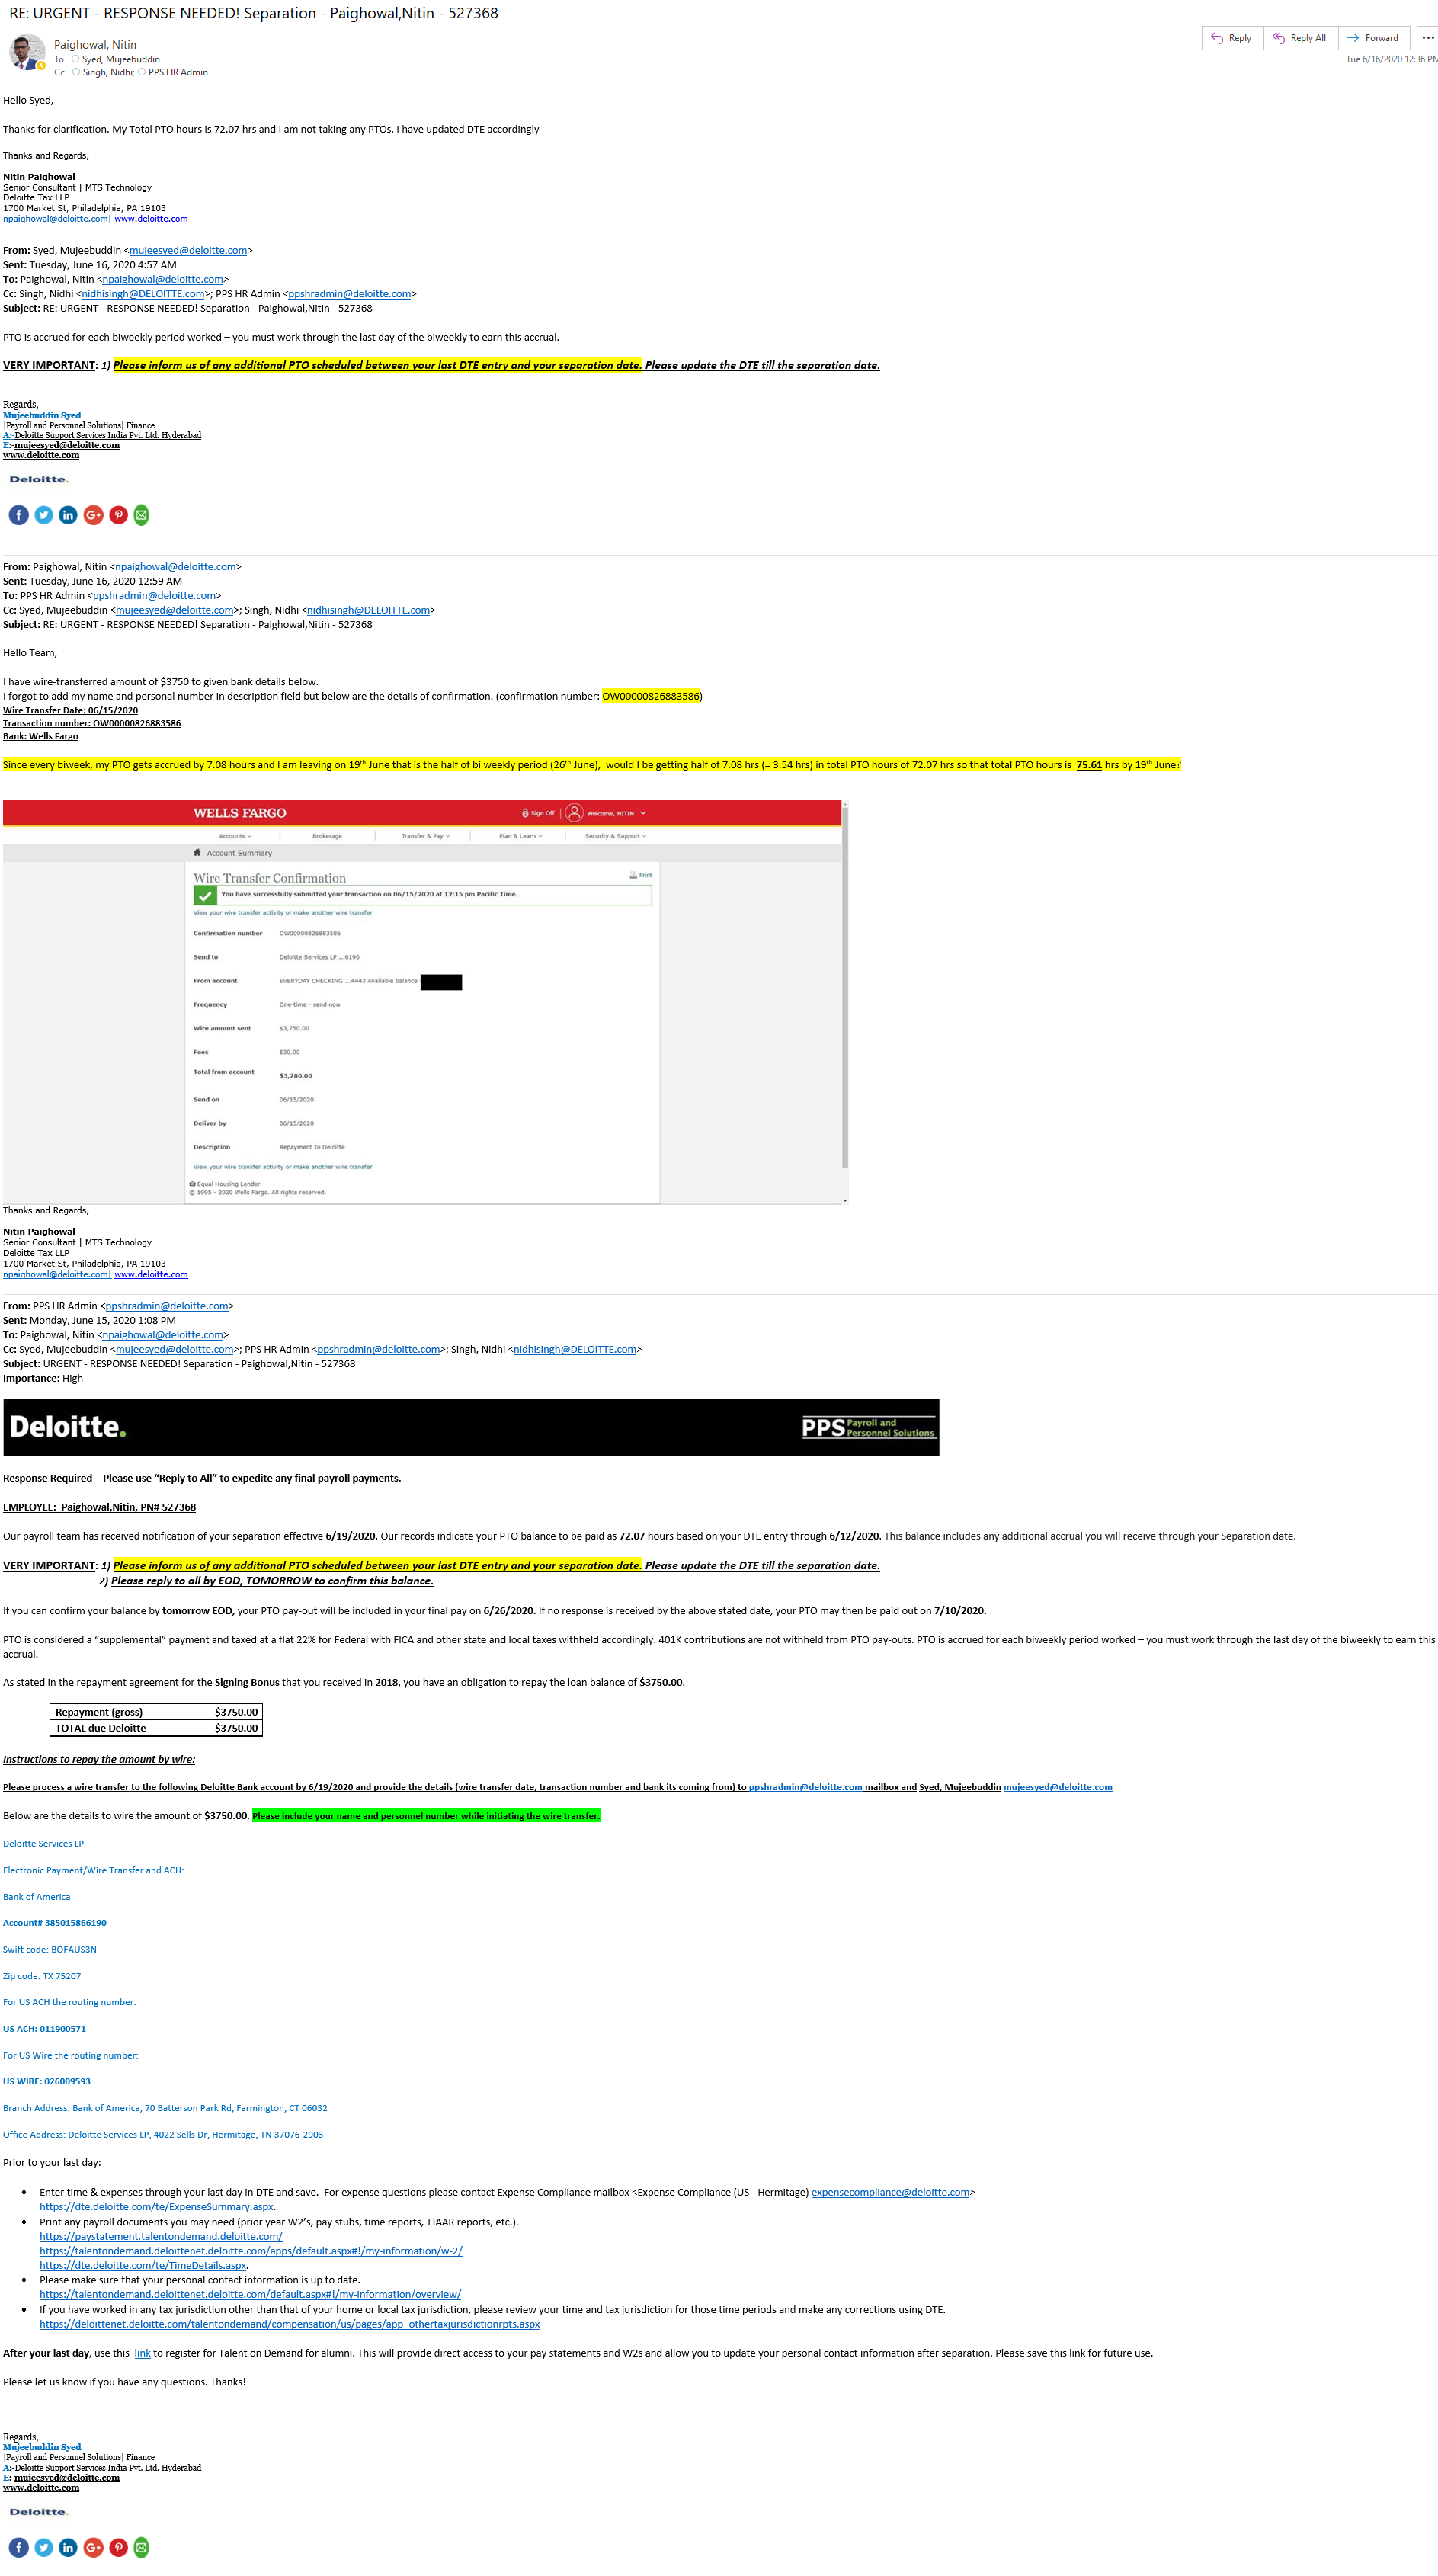 RE: URGENT - RESPONSE NEEDED! Separation - Paighowal,Nitin - 527368
Paighowal, Nitin
To Syed, Mujeebuddin
Cc Singh, Nidhi; PPS HR Admin
Reply Reply All Forward ...
Tue 6/16/2020 12:36 PM
Hello Syed,
Thanks for clarification. My Total PTO hours is 72.07 hrs and I am not taking any PTOs. I have updated DTE accordingly
Thanks and Regards,
Nitin Paighowal
Senior Consultant | MTS Technology
Deloitte Tax LLP
1700 Market St, Philadelphia, PA 19103
npaighowal@deloitte.com| www.deloitte.com
From: Syed, Mujeebuddin <mujeesyed@deloitte.com>
Sent: Tuesday, June 16, 2020 4:57 AM
To: Paighowal, Nitin <npaighowal@deloitte.com>
Cc: Singh, Nidhi <nidhisingh@DELOITTE.com>; PPS HR Admin <ppshradmin@deloitte.com>
Subject: RE: URGENT - RESPONSE NEEDED! Separation - Paighowal,Nitin - 527368
PTO is accrued for each biweekly period worked – you must work through the last day of the biweekly to earn this accrual.
VERY IMPORTANT: 1) Please inform us of any additional PTO scheduled between your last DTE entry and your separation date. Please update the DTE till the separation date.
Regards,
Mujeebuddin Syed
|Payroll and Personnel Solutions| Finance
A:-Deloitte Support Services India Pvt. Ltd. Hyderabad
E:-mujeesyed@deloitte.com
www.deloitte.com
Deloitte.
From: Paighowal, Nitin <npaighowal@deloitte.com>
Sent: Tuesday, June 16, 2020 12:59 AM
To: PPS HR Admin <ppshradmin@deloitte.com>
Cc: Syed, Mujeebuddin <mujeesyed@deloitte.com>; Singh, Nidhi <nidhisingh@DELOITTE.com>
Subject: RE: URGENT - RESPONSE NEEDED! Separation - Paighowal,Nitin - 527368
Hello Team,
I have wire-transferred amount of $3750 to given bank details below.
I forgot to add my name and personal number in description field but below are the details of confirmation. (confirmation number: OW00000826883586)
Wire Transfer Date: 06/15/2020
Transaction number: OW00000826883586
Bank: Wells Fargo
Since every biweek, my PTO gets accrued by 7.08 hours and I am leaving on 19th June that is the half of bi weekly period (26th June), would I be getting half of 7.08 hrs (= 3.54 hrs) in total PTO hours of 72.07 hrs so that total PTO hours is 75.61 hrs by 19th June?
WELLS FARGO
Sign Off Welcome, NITIN
Accounts Brokerage Transfer & Pay Plan & Learn Security & Support
Account Summary
Wire Transfer Confirmation
Print
You have successfully submitted your transaction on 06/15/2020 at 12:15 pm Pacific Time.
View your wire transfer activity or make another wire transfer
Confirmation number OW00000826883586
Send to Deloitte Services LP ...6190
From account EVERYDAY CHECKING ...4443 Available balance
Frequency One-time - send now
Wire amount sent $3,750.00
Fees $30.00
Total from account $3,780.00
Send on 06/15/2020
Deliver by 06/15/2020
Description Repayment To Deloitte
View your wire transfer activity or make another wire transfer
Equal Housing Lender
© 1995 - 2020 Wells Fargo. All rights reserved.
Thanks and Regards,
Nitin Paighowal
Senior Consultant | MTS Technology
Deloitte Tax LLP
1700 Market St, Philadelphia, PA 19103
npaighowal@deloitte.com| www.deloitte.com
From: PPS HR Admin <ppshradmin@deloitte.com>
Sent: Monday, June 15, 2020 1:08 PM
To: Paighowal, Nitin <npaighowal@deloitte.com>
Cc: Syed, Mujeebuddin <mujeesyed@deloitte.com>; PPS HR Admin <ppshradmin@deloitte.com>; Singh, Nidhi <nidhisingh@DELOITTE.com>
Subject: URGENT - RESPONSE NEEDED! Separation - Paighowal,Nitin - 527368
Importance: High
Deloitte.
PPS Payroll and Personnel Solutions
Response Required – Please use “Reply to All” to expedite any final payroll payments.
EMPLOYEE: Paighowal,Nitin, PN# 527368
Our payroll team has received notification of your separation effective 6/19/2020. Our records indicate your PTO balance to be paid as 72.07 hours based on your DTE entry through 6/12/2020. This balance includes any additional accrual you will receive through your Separation date.
VERY IMPORTANT: 1) Please inform us of any additional PTO scheduled between your last DTE entry and your separation date. Please update the DTE till the separation date.
2) Please reply to all by EOD, TOMORROW to confirm this balance.
If you can confirm your balance by tomorrow EOD, your PTO pay-out will be included in your final pay on 6/26/2020. If no response is received by the above stated date, your PTO may then be paid out on 7/10/2020.
PTO is considered a “supplemental” payment and taxed at a flat 22% for Federal with FICA and other state and local taxes withheld accordingly. 401K contributions are not withheld from PTO pay-outs. PTO is accrued for each biweekly period worked – you must work through the last day of the biweekly to earn this
accrual.
As stated in the repayment agreement for the Signing Bonus that you received in 2018, you have an obligation to repay the loan balance of $3750.00.
Repayment (gross) $3750.00
TOTAL due Deloitte $3750.00
Instructions to repay the amount by wire:
Please process a wire transfer to the following Deloitte Bank account by 6/19/2020 and provide the details (wire transfer date, transaction number and bank its coming from) to ppshradmin@deloitte.com mailbox and Syed, Mujeebuddin mujeesyed@deloitte.com
Below are the details to wire the amount of $3750.00. Please include your name and personnel number while initiating the wire transfer.
Deloitte Services LP
Electronic Payment/Wire Transfer and ACH:
Bank of America
Account# 385015866190
Swift code: BOFAUS3N
Zip code: TX 75207
For US ACH the routing number:
US ACH: 011900571
For US Wire the routing number:
US WIRE: 026009593
Branch Address: Bank of America, 70 Batterson Park Rd, Farmington, CT 06032
Office Address: Deloitte Services LP, 4022 Sells Dr, Hermitage, TN 37076-2903
Prior to your last day:
• Enter time & expenses through your last day in DTE and save. For expense questions please contact Expense Compliance mailbox <Expense Compliance (US - Hermitage) expensecompliance@deloitte.com>
https://dte.deloitte.com/te/ExpenseSummary.aspx.
• Print any payroll documents you may need (prior year W2’s, pay stubs, time reports, TJAAR reports, etc.).
https://paystatement.talentondemand.deloitte.com/
https://talentondemand.deloittenet.deloitte.com/apps/default.aspx#!/my-information/w-2/
https://dte.deloitte.com/te/TimeDetails.aspx.
• Please make sure that your personal contact information is up to date.
https://talentondemand.deloittenet.deloitte.com/default.aspx#!/my-information/overview/
• If you have worked in any tax jurisdiction other than that of your home or local tax jurisdiction, please review your time and tax jurisdiction for those time periods and make any corrections using DTE.
https://deloittenet.deloitte.com/talentondemand/compensation/us/pages/app_othertaxjurisdictionrpts.aspx
After your last day, use this link to register for Talent on Demand for alumni. This will provide direct access to your pay statements and W2s and allow you to update your personal contact information after separation. Please save this link for future use.
Please let us know if you have any questions. Thanks!
Regards,
Mujeebuddin Syed
|Payroll and Personnel Solutions| Finance
A:-Deloitte Support Services India Pvt. Ltd. Hyderabad
E:-mujeesyed@deloitte.com
www.deloitte.com
Deloitte.